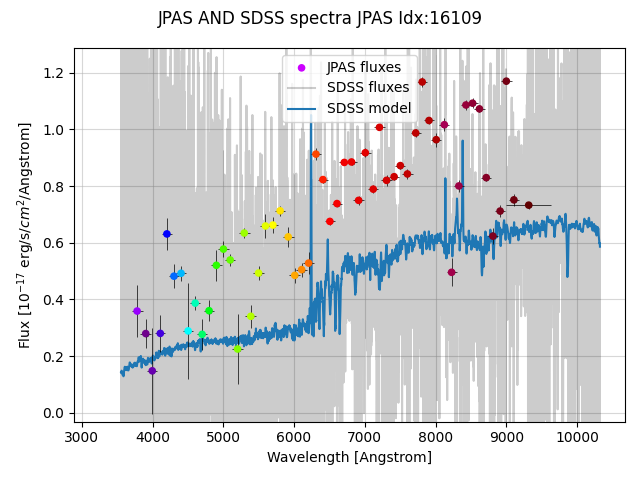 JPAS AND SDSS spectra JPAS Idx:16109
JPAS fluxes
SDSS fluxes
SDSS model
Flux [10⁻¹⁷ erg/s/cm²/Angstrom]
1.2
1.0
0.8
0.6
0.4
0.2
0.0
3000 4000 5000 6000 7000 8000 9000 10000
Wavelength [Angstrom]